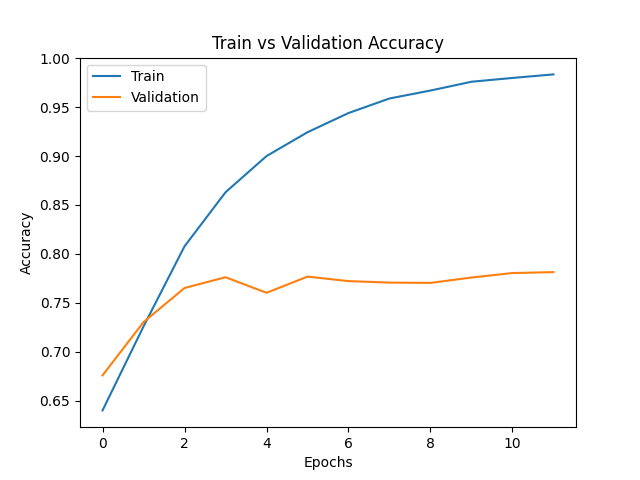 Train vs Validation Accuracy
Train
Validation
1.00
0.95
0.90
0.85
0.80
0.75
0.70
0.65
Accuracy
0 2 4 6 8 10
Epochs